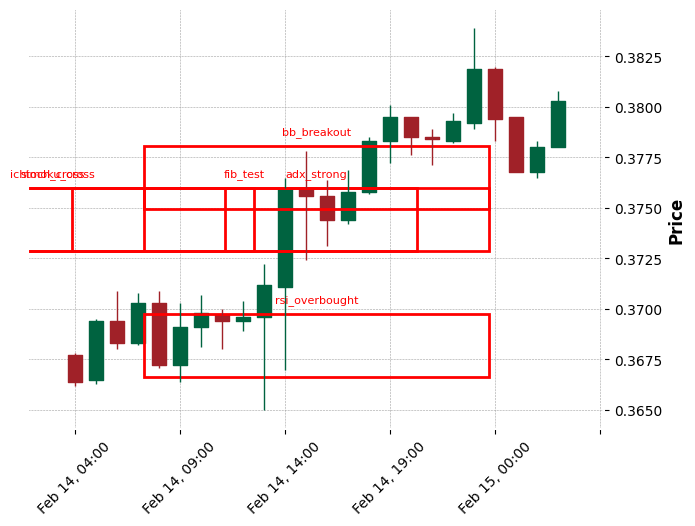 0.3825
0.3800
bb_breakout
0.3775
fib_test
adx_strong
0.3750
Price
0.3725
rsi_overbought
0.3700
0.3675
0.3650
Feb 14, 04:00
Feb 14, 09:00
Feb 14, 14:00
Feb 14, 19:00
Feb 15, 00:00